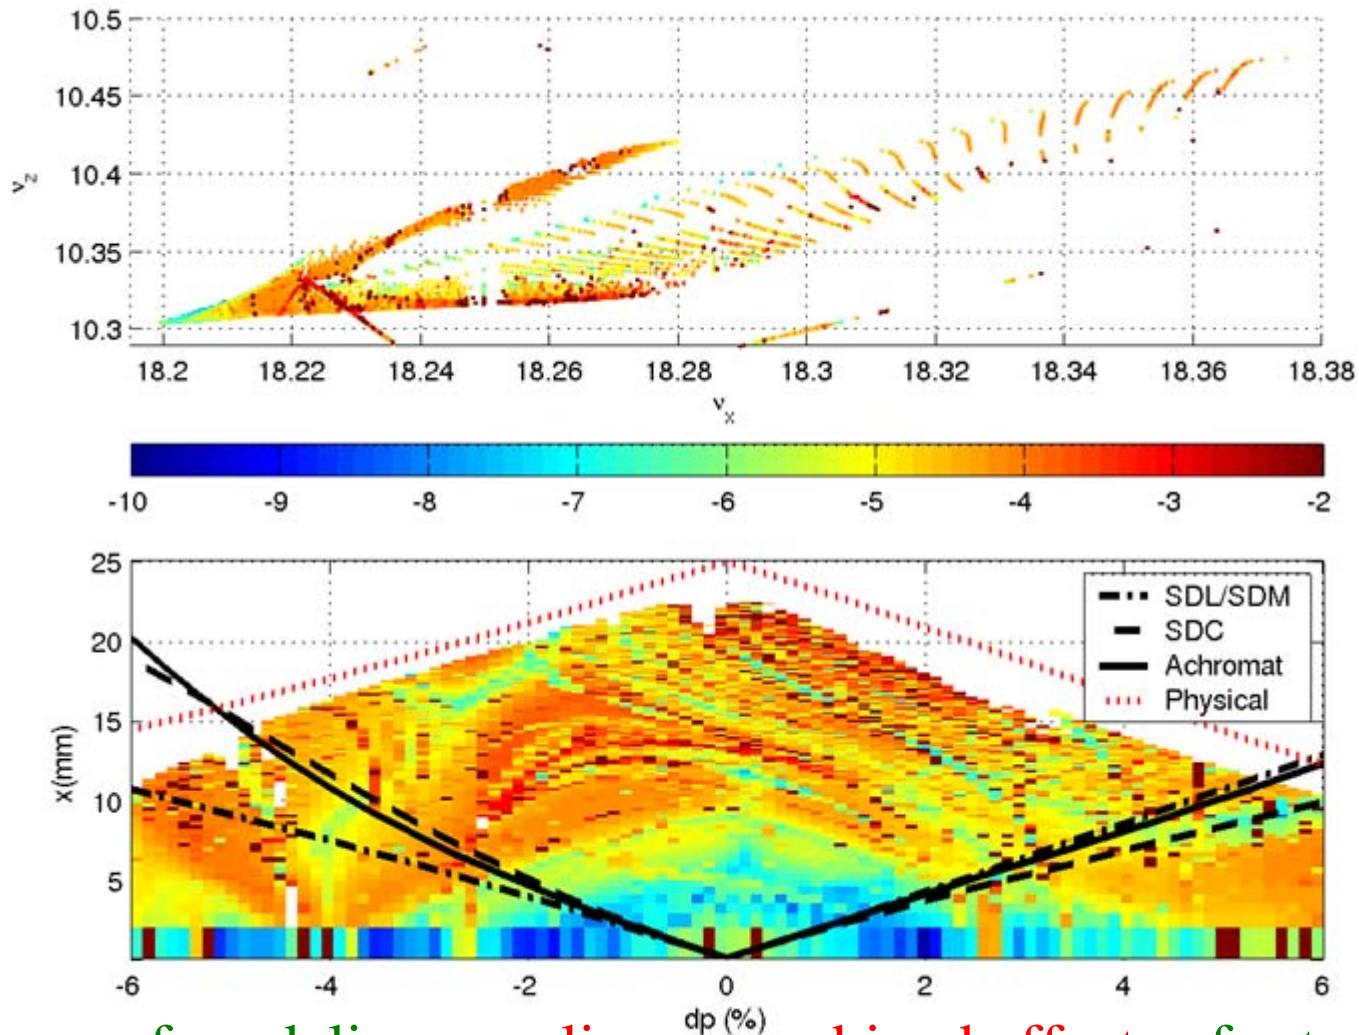 10.5
10.45
10.4
10.35
10.3
ν_z
18.2 18.22 18.24 18.26 18.28 18.3 18.32 18.34 18.36 18.38
ν_x
-10 -9 -8 -7 -6 -5 -4 -3 -2
25
20
15
10
5
x(mm)
SDL/SDM
SDC
Achromat
Physical
-6 -4 -2 0 2 4 6
dp (%)